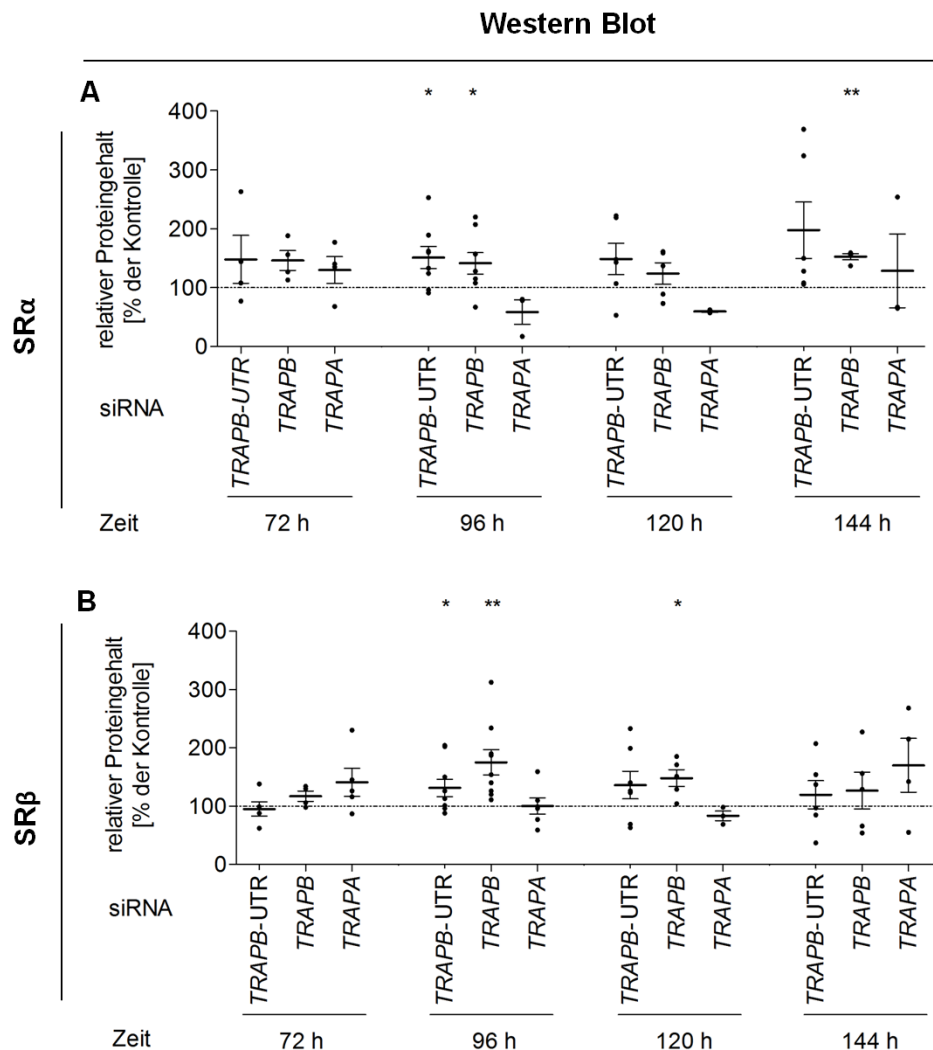 Western Blot
A
* * **
SRα
relativer Proteingehalt
[% der Kontrolle]
400
300
200
100
0
siRNA
TRAPB-UTR TRAPB TRAPA TRAPB-UTR TRAPB TRAPA TRAPB-UTR TRAPB TRAPA TRAPB-UTR TRAPB TRAPA
Zeit 72 h 96 h 120 h 144 h
B
* ** *
SRβ
relativer Proteingehalt
[% der Kontrolle]
400
300
200
100
0
siRNA
TRAPB-UTR TRAPB TRAPA TRAPB-UTR TRAPB TRAPA TRAPB-UTR TRAPB TRAPA TRAPB-UTR TRAPB TRAPA
Zeit 72 h 96 h 120 h 144 h